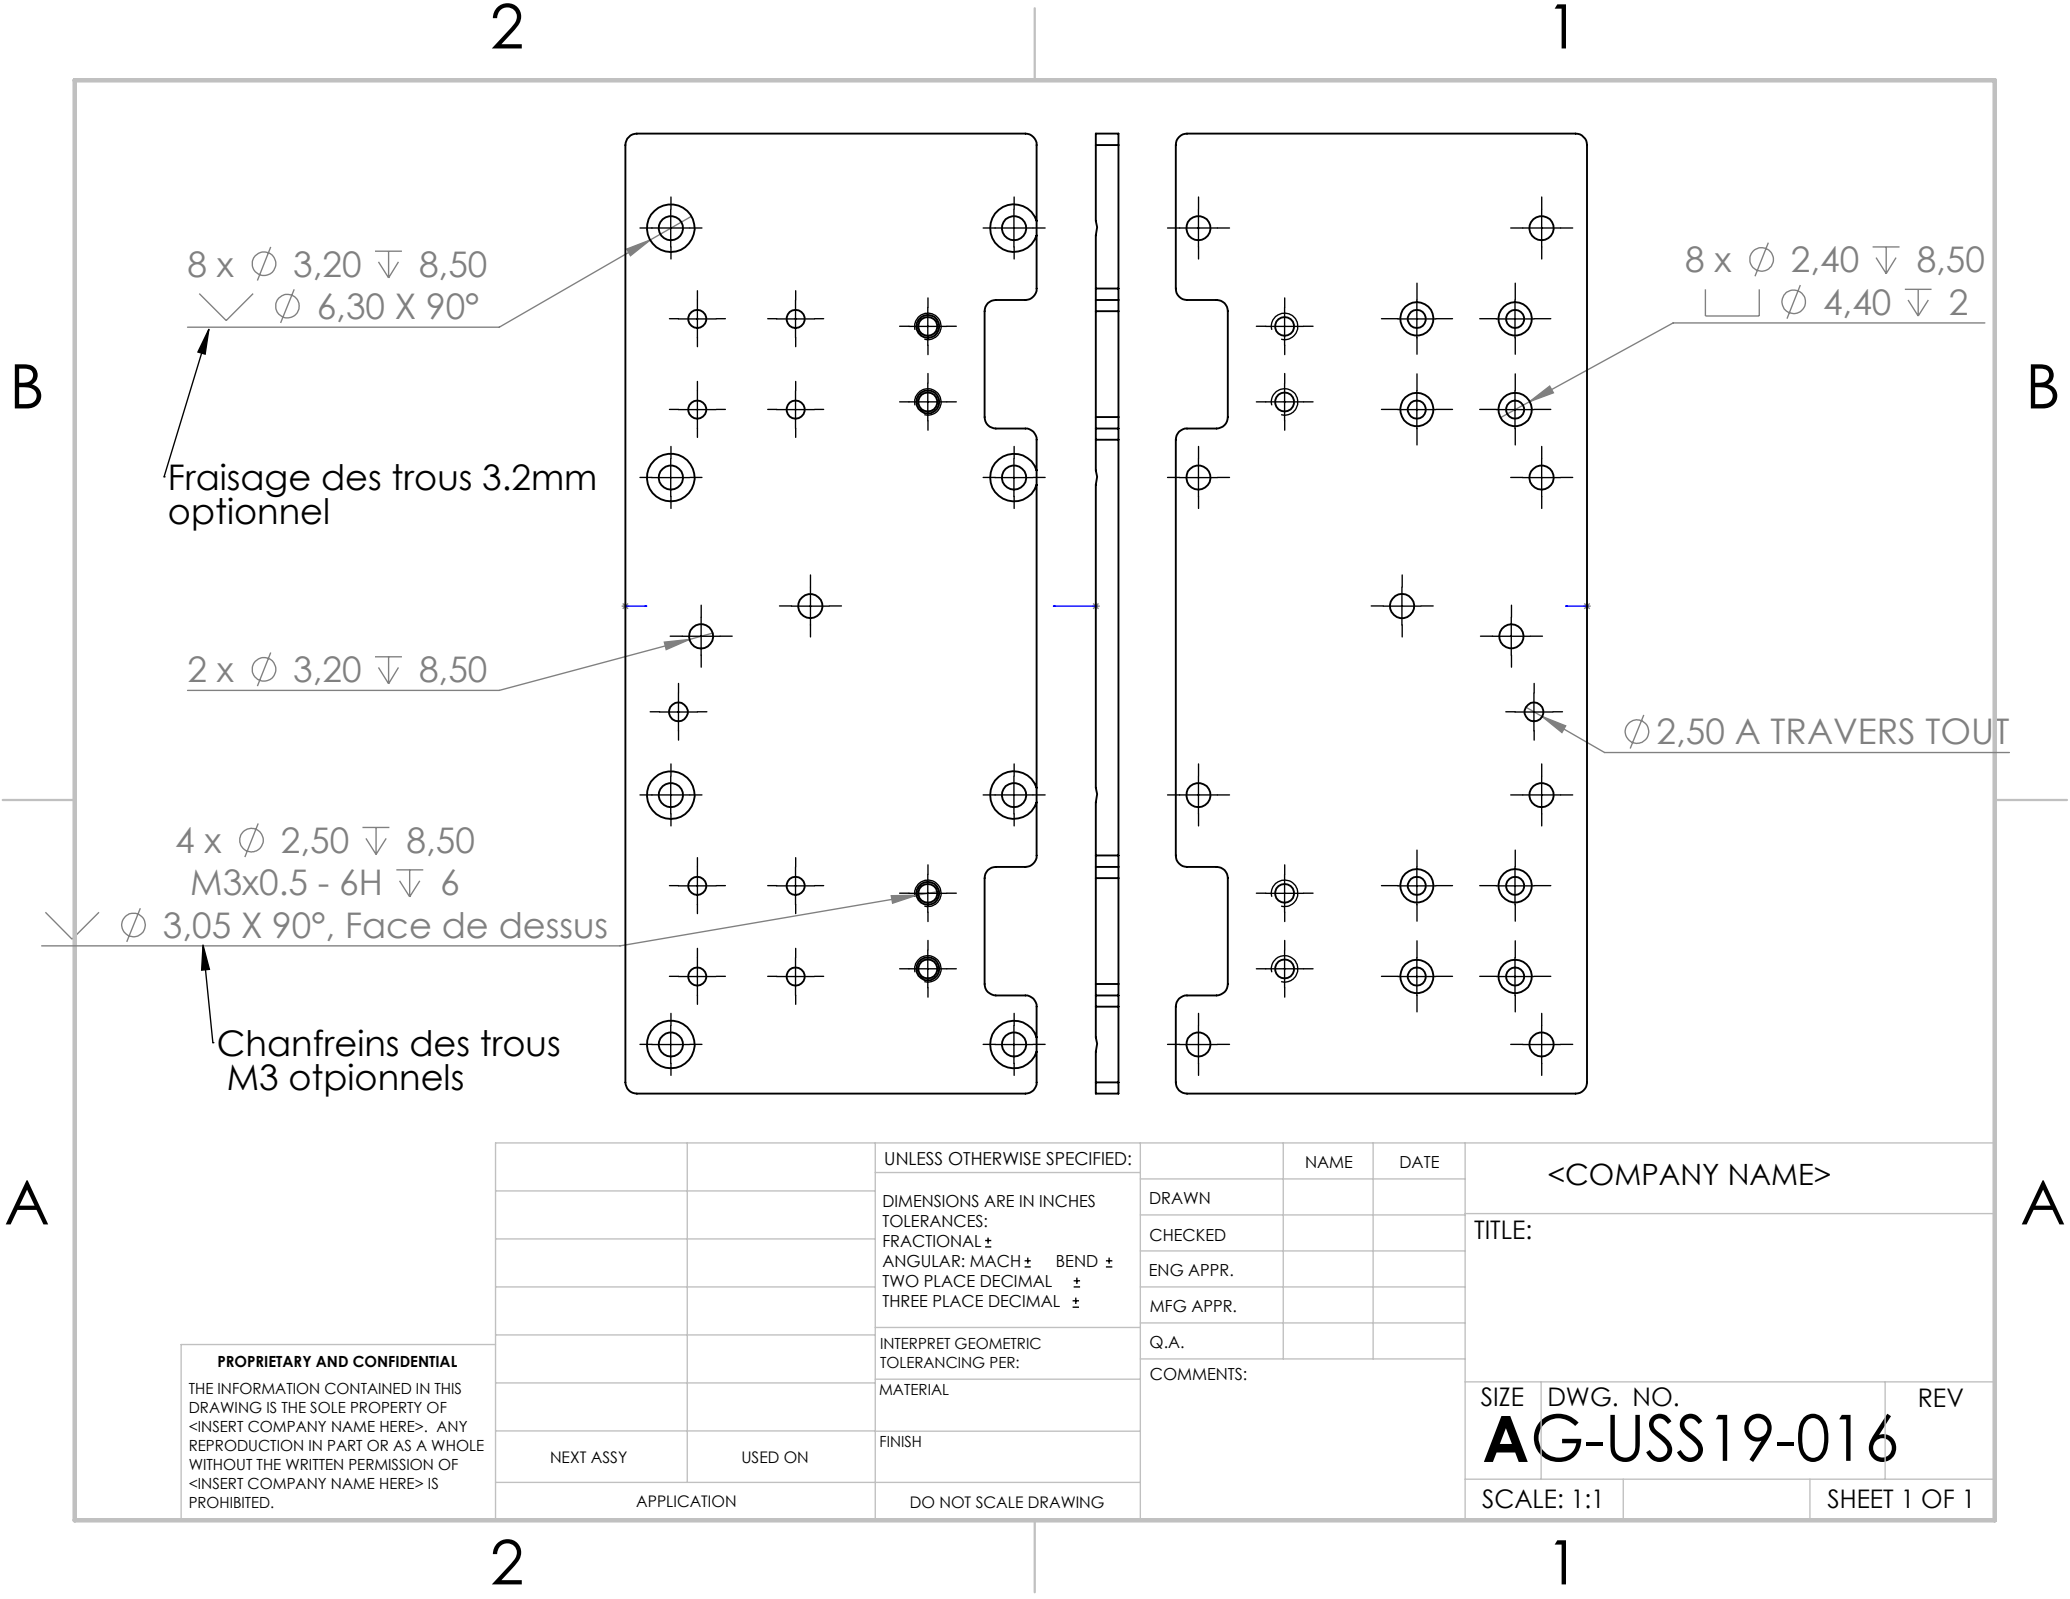 2
1
B
B
8 x ∅ 3,20 ↧ 8,50
⌵ ∅ 6,30 X 90°
8 x ∅ 2,40 ↧ 8,50
⌴ ∅ 4,40 ↧ 2
Fraisage des trous 3.2mm
optionnel
2 x ∅ 3,20 ↧ 8,50
∅ 2,50 A TRAVERS TOUT
4 x ∅ 2,50 ↧ 8,50
M3x0.5 - 6H ↧ 6
⌵ ∅ 3,05 X 90°, Face de dessus
Chanfreins des trous
M3 otpionnels
A
A
PROPRIETARY AND CONFIDENTIAL
THE INFORMATION CONTAINED IN THIS
DRAWING IS THE SOLE PROPERTY OF
<INSERT COMPANY NAME HERE>. ANY
REPRODUCTION IN PART OR AS A WHOLE
WITHOUT THE WRITTEN PERMISSION OF
<INSERT COMPANY NAME HERE> IS
PROHIBITED.
NEXT ASSY
USED ON
APPLICATION
UNLESS OTHERWISE SPECIFIED:
DIMENSIONS ARE IN INCHES
TOLERANCES:
FRACTIONAL ±
ANGULAR: MACH ± BEND ±
TWO PLACE DECIMAL ±
THREE PLACE DECIMAL ±
INTERPRET GEOMETRIC
TOLERANCING PER:
MATERIAL
FINISH
DO NOT SCALE DRAWING
NAME
DATE
DRAWN
CHECKED
ENG APPR.
MFG APPR.
Q.A.
COMMENTS:
<COMPANY NAME>
TITLE:
SIZE
DWG. NO.
REV
AG-USS19-016
SCALE: 1:1
SHEET 1 OF 1
2
1